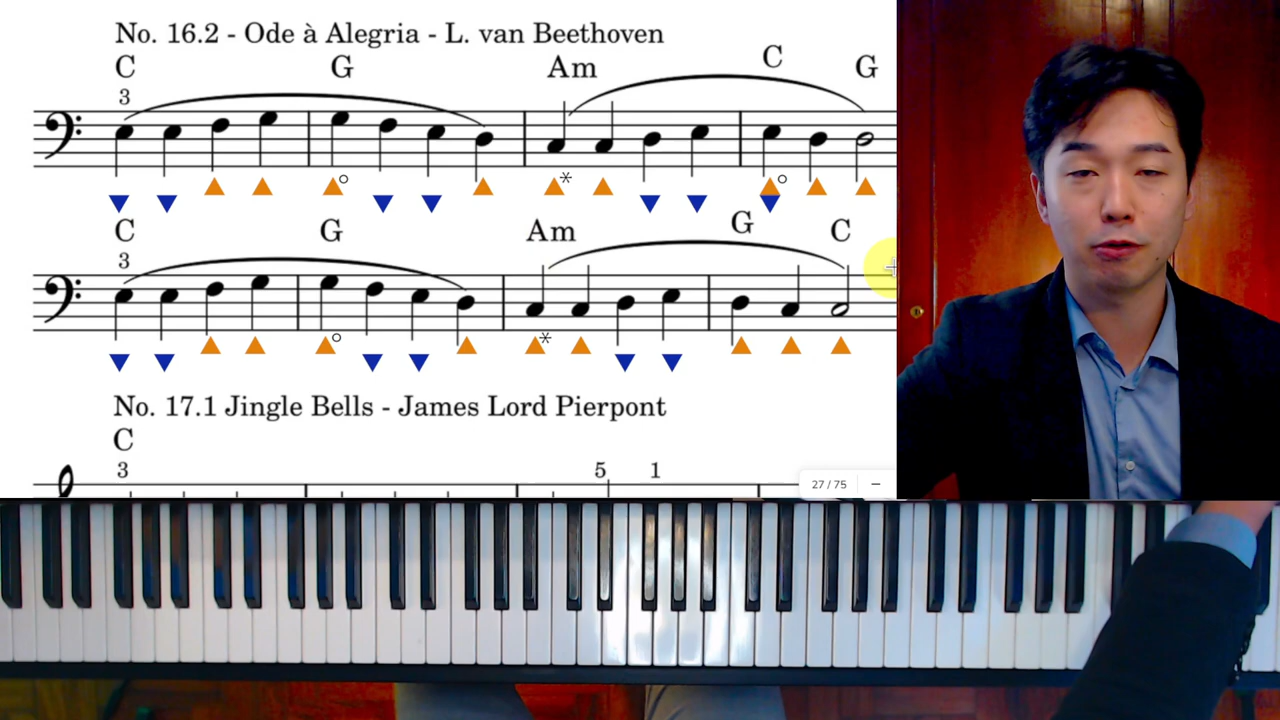 No. 16.2 - Ode à Alegria - L. van Beethoven
C G Am C G
3
C G Am G C
3
No. 17.1 Jingle Bells - James Lord Pierpont
C
3 5 1
27 / 75